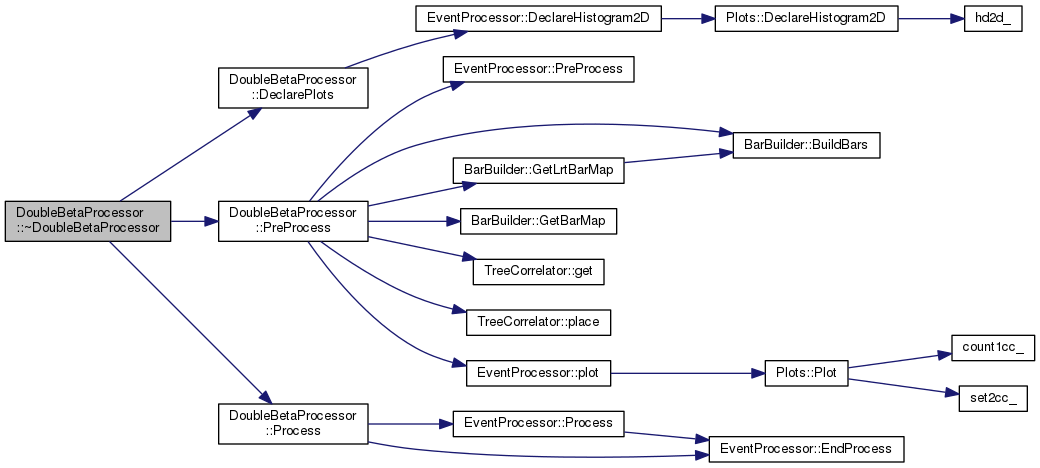 DoubleBetaProcessor
::~DoubleBetaProcessor
DoubleBetaProcessor
::DeclarePlots
EventProcessor::DeclareHistogram2D
Plots::DeclareHistogram2D
hd2d_
DoubleBetaProcessor
::PreProcess
EventProcessor::PreProcess
BarBuilder::BuildBars
BarBuilder::GetLrtBarMap
BarBuilder::GetBarMap
TreeCorrelator::get
TreeCorrelator::place
EventProcessor::plot
Plots::Plot
count1cc_
set2cc_
DoubleBetaProcessor
::Process
EventProcessor::Process
EventProcessor::EndProcess